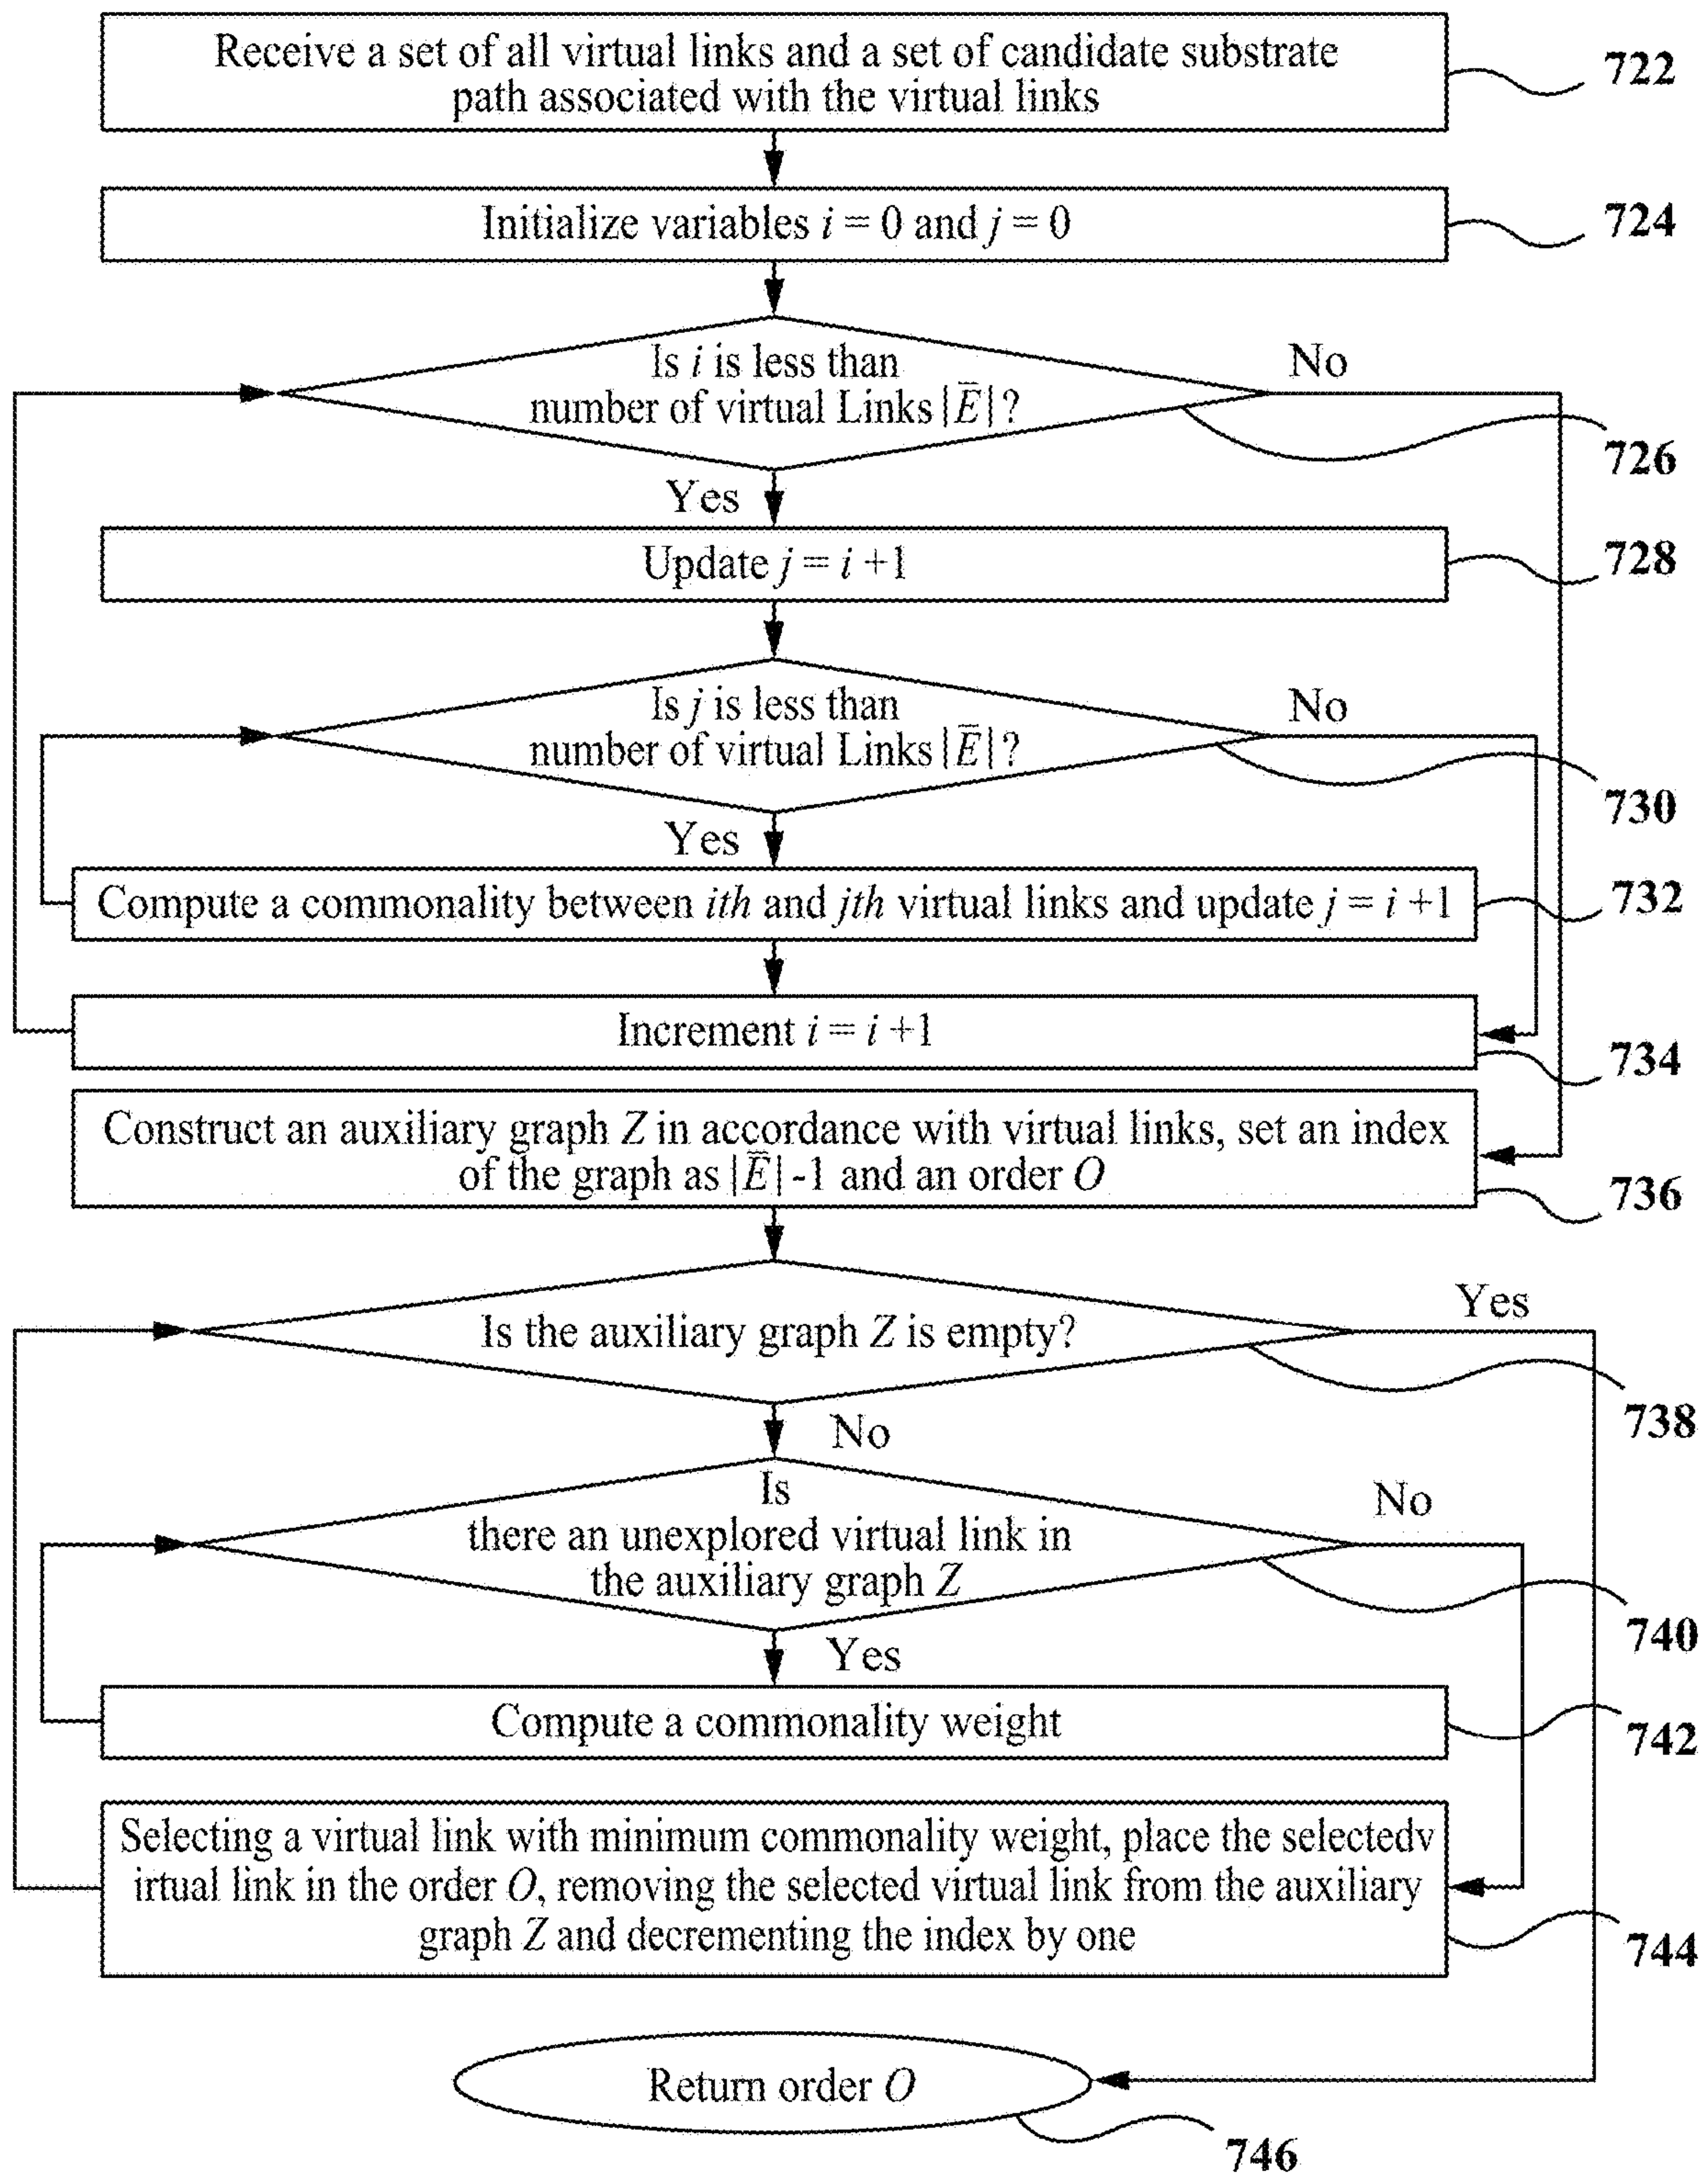 Receive a set of all virtual links and a set of candidate substrate
path associated with the virtual links
722
Initialize variables i = 0 and j = 0
724
Is i is less than
number of virtual Links |E̅| ?
No
726
Yes
Update j = i +1
728
Is j is less than
number of virtual Links |E̅| ?
No
730
Yes
Compute a commonality between ith and jth virtual links and update j = i +1
732
Increment i = i +1
734
Construct an auxiliary graph Z in accordance with virtual links, set an index
of the graph as |E̅| -1 and an order O
736
Is the auxiliary graph Z is empty?
Yes
738
No
Is
there an unexplored virtual link in
the auxiliary graph Z
No
740
Yes
Compute a commonality weight
742
Selecting a virtual link with minimum commonality weight, place the selectedv
irtual link in the order O, removing the selected virtual link from the auxiliary
graph Z and decrementing the index by one
744
Return order O
746